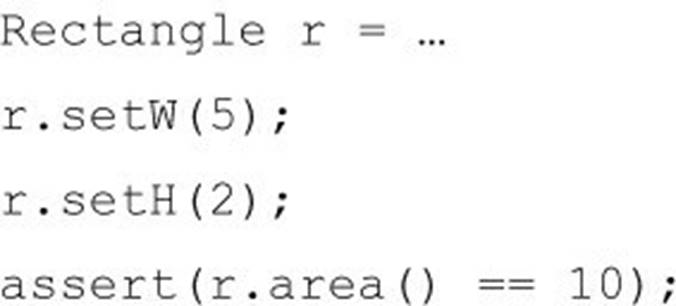 Rectangle r = …
r.setW(5);
r.setH(2);
assert(r.area() == 10);